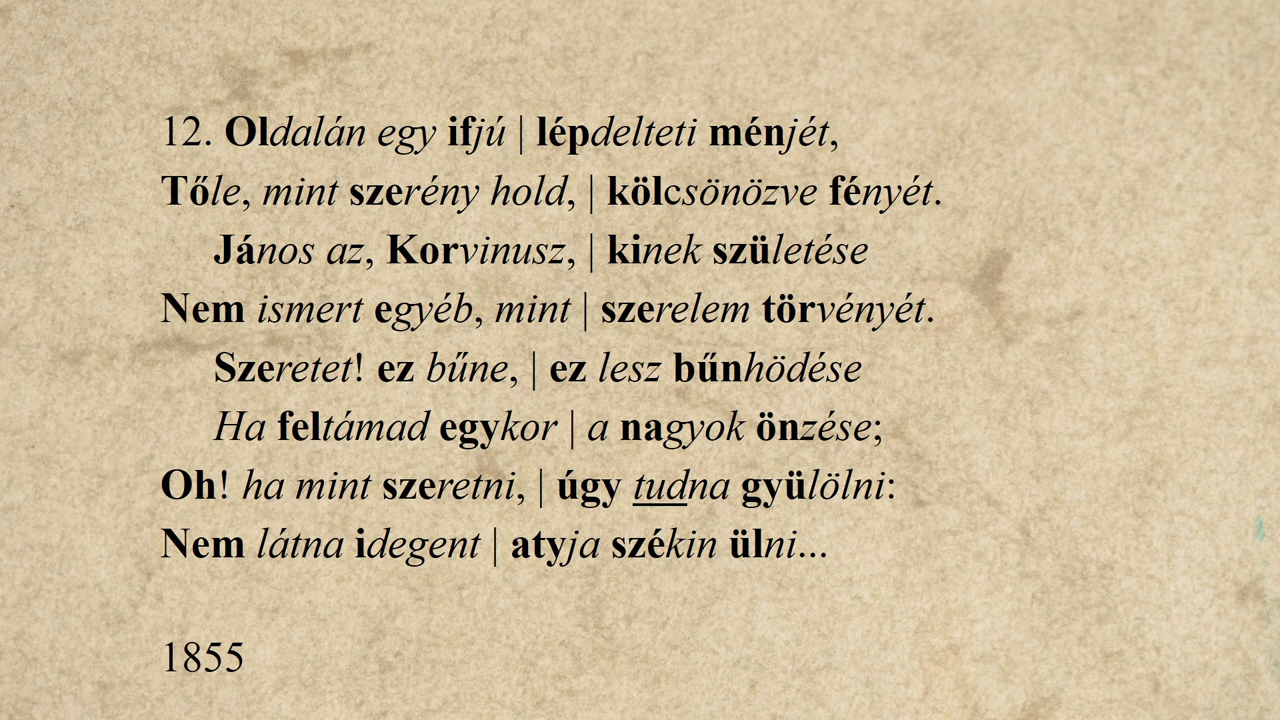 12. Oldalán egy ifjú | lépdelteti ménjét,
Tőle, mint szerény hold, | kölcsönözve fényét.
János az, Korvinusz, | kinek születése
Nem ismert egyéb, mint | szerelem törvényét.
Szeretet! ez bűne, | ez lesz bűnhödése
Ha feltámad egykor | a nagyok önzése;
Oh! ha mint szeretni, | úgy tudna gyülölni:
Nem látna idegent | atyja székin ülni...
1855